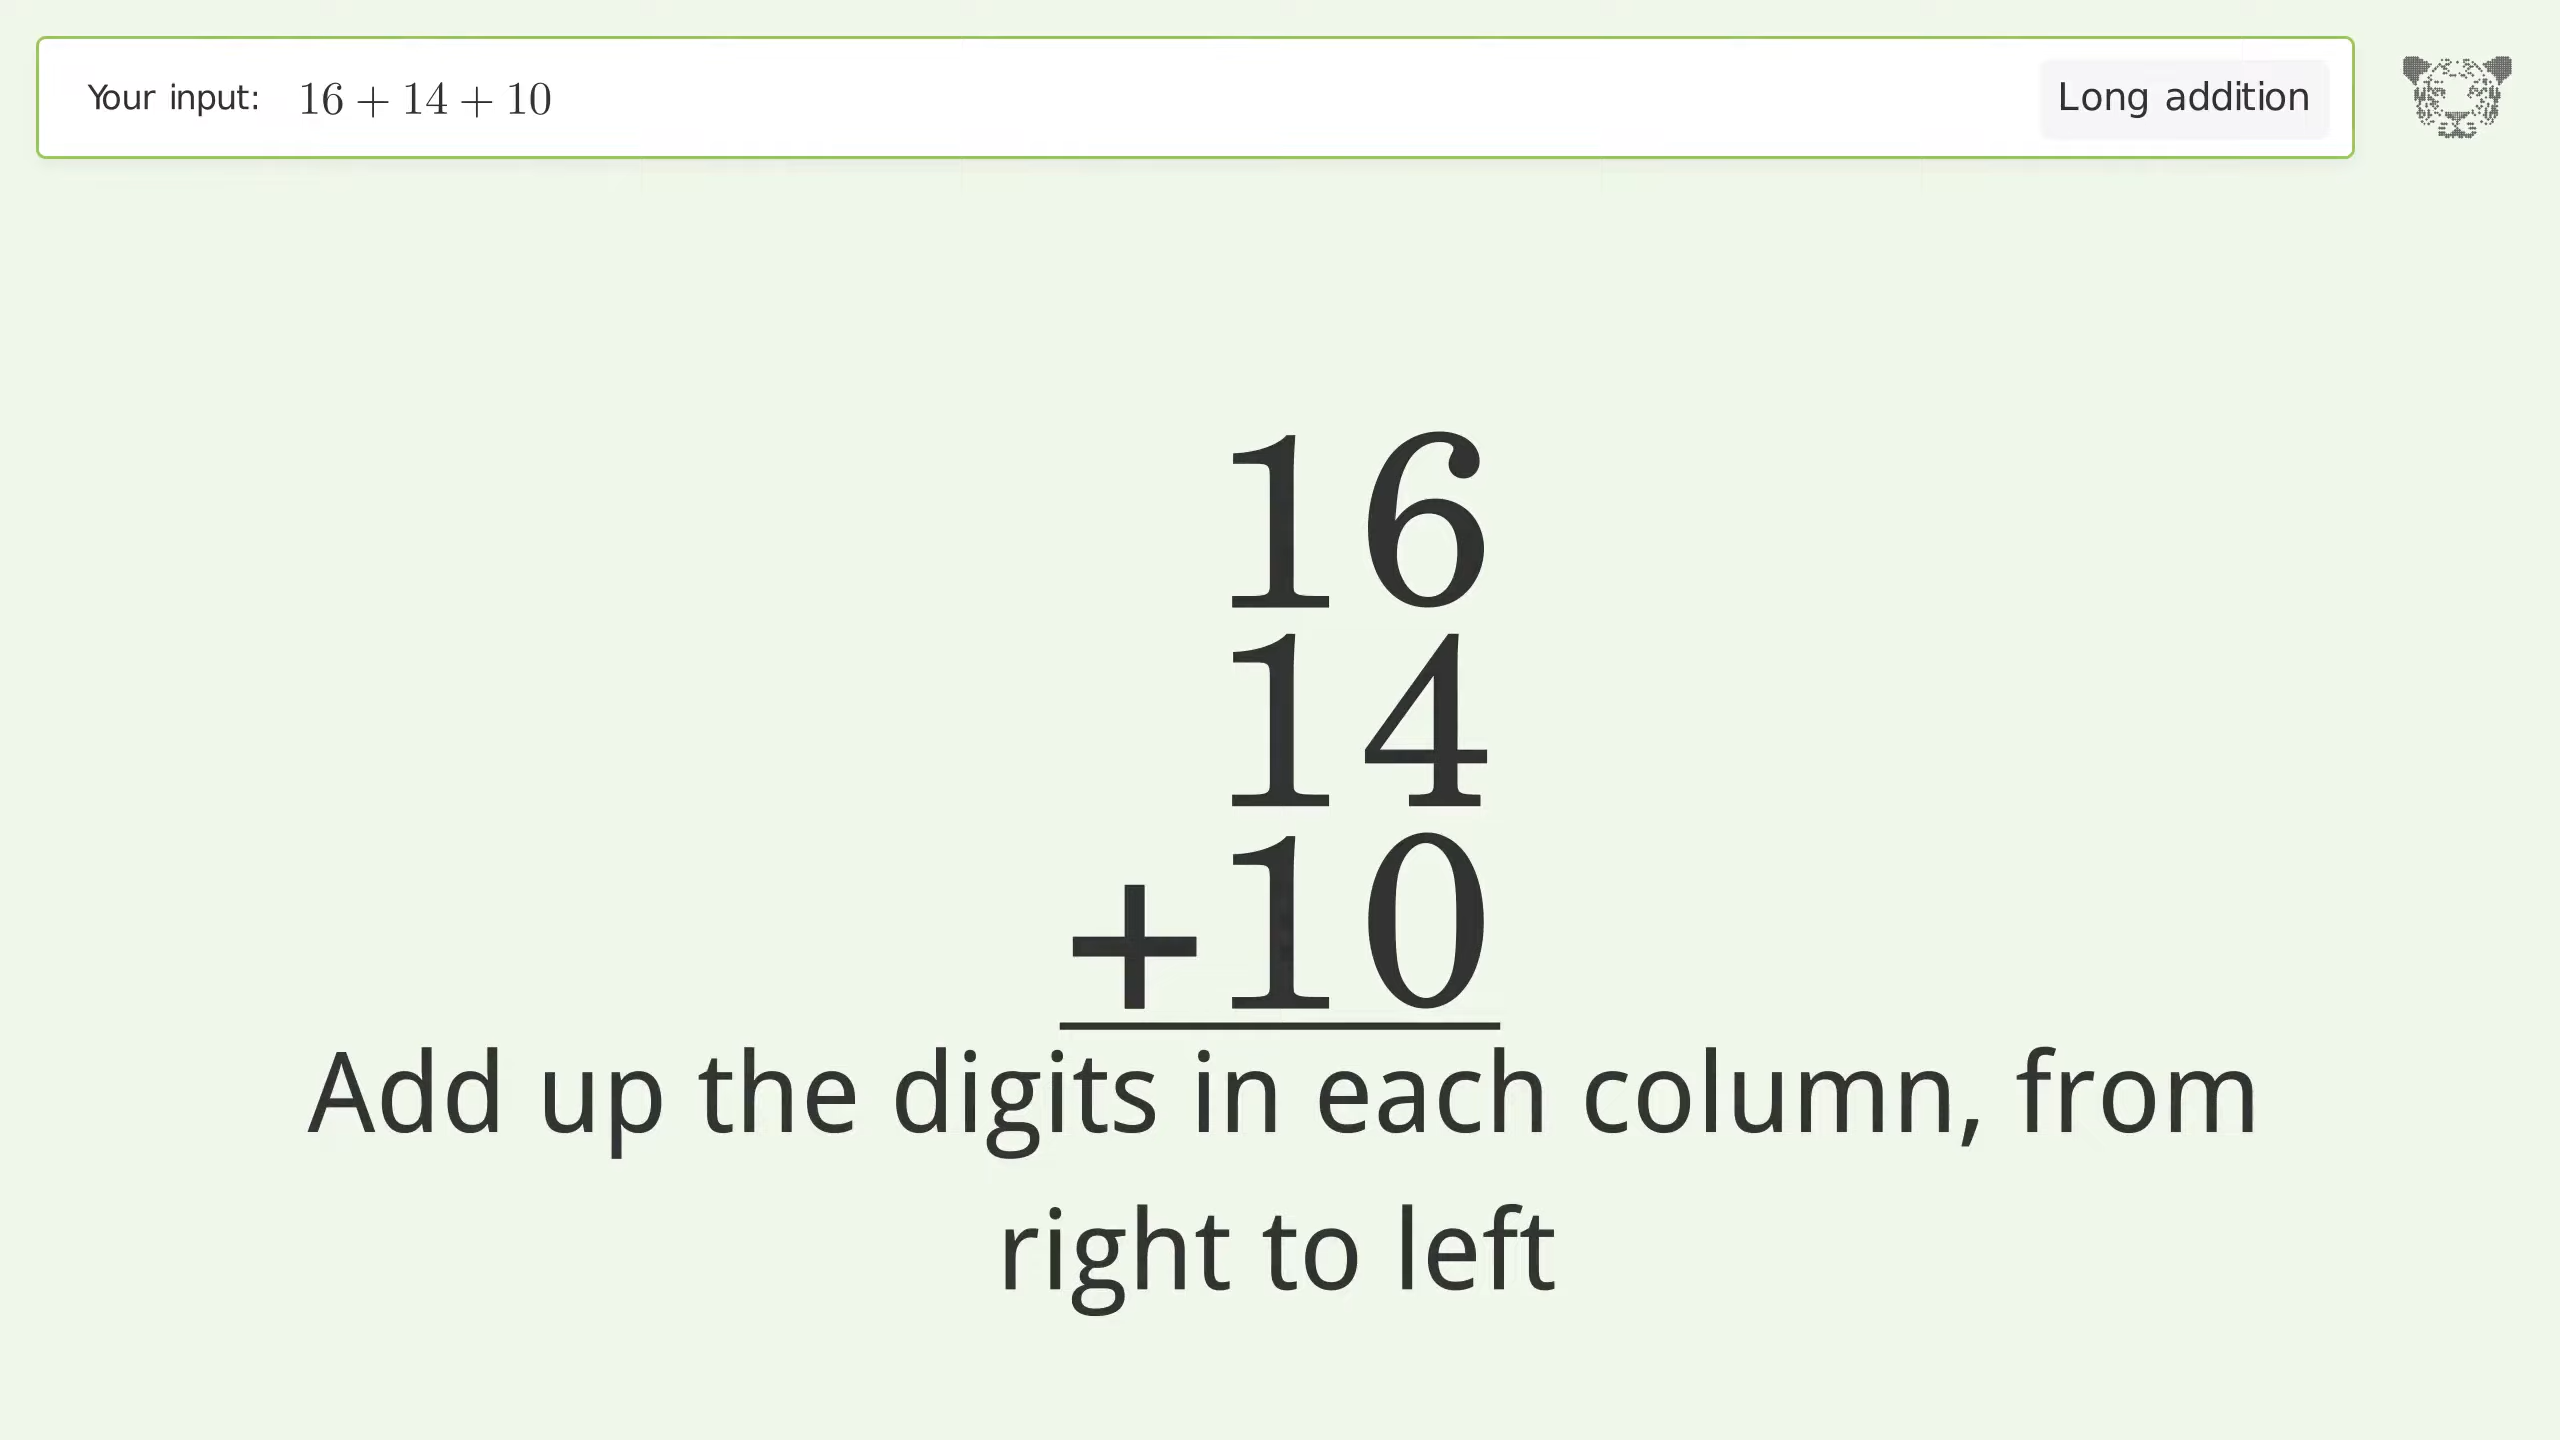 Your input: 16 + 14 + 10
Long addition
16
14
+10
Add up the digits in each column, from
right to left